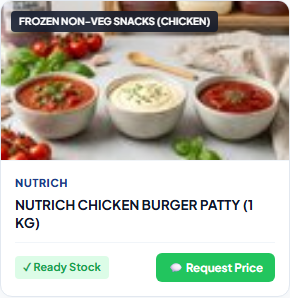 FROZEN NON-VEG SNACKS (CHICKEN)
NUTRICH
NUTRICH CHICKEN BURGER PATTY (1
KG)
✓ Ready Stock
Request Price